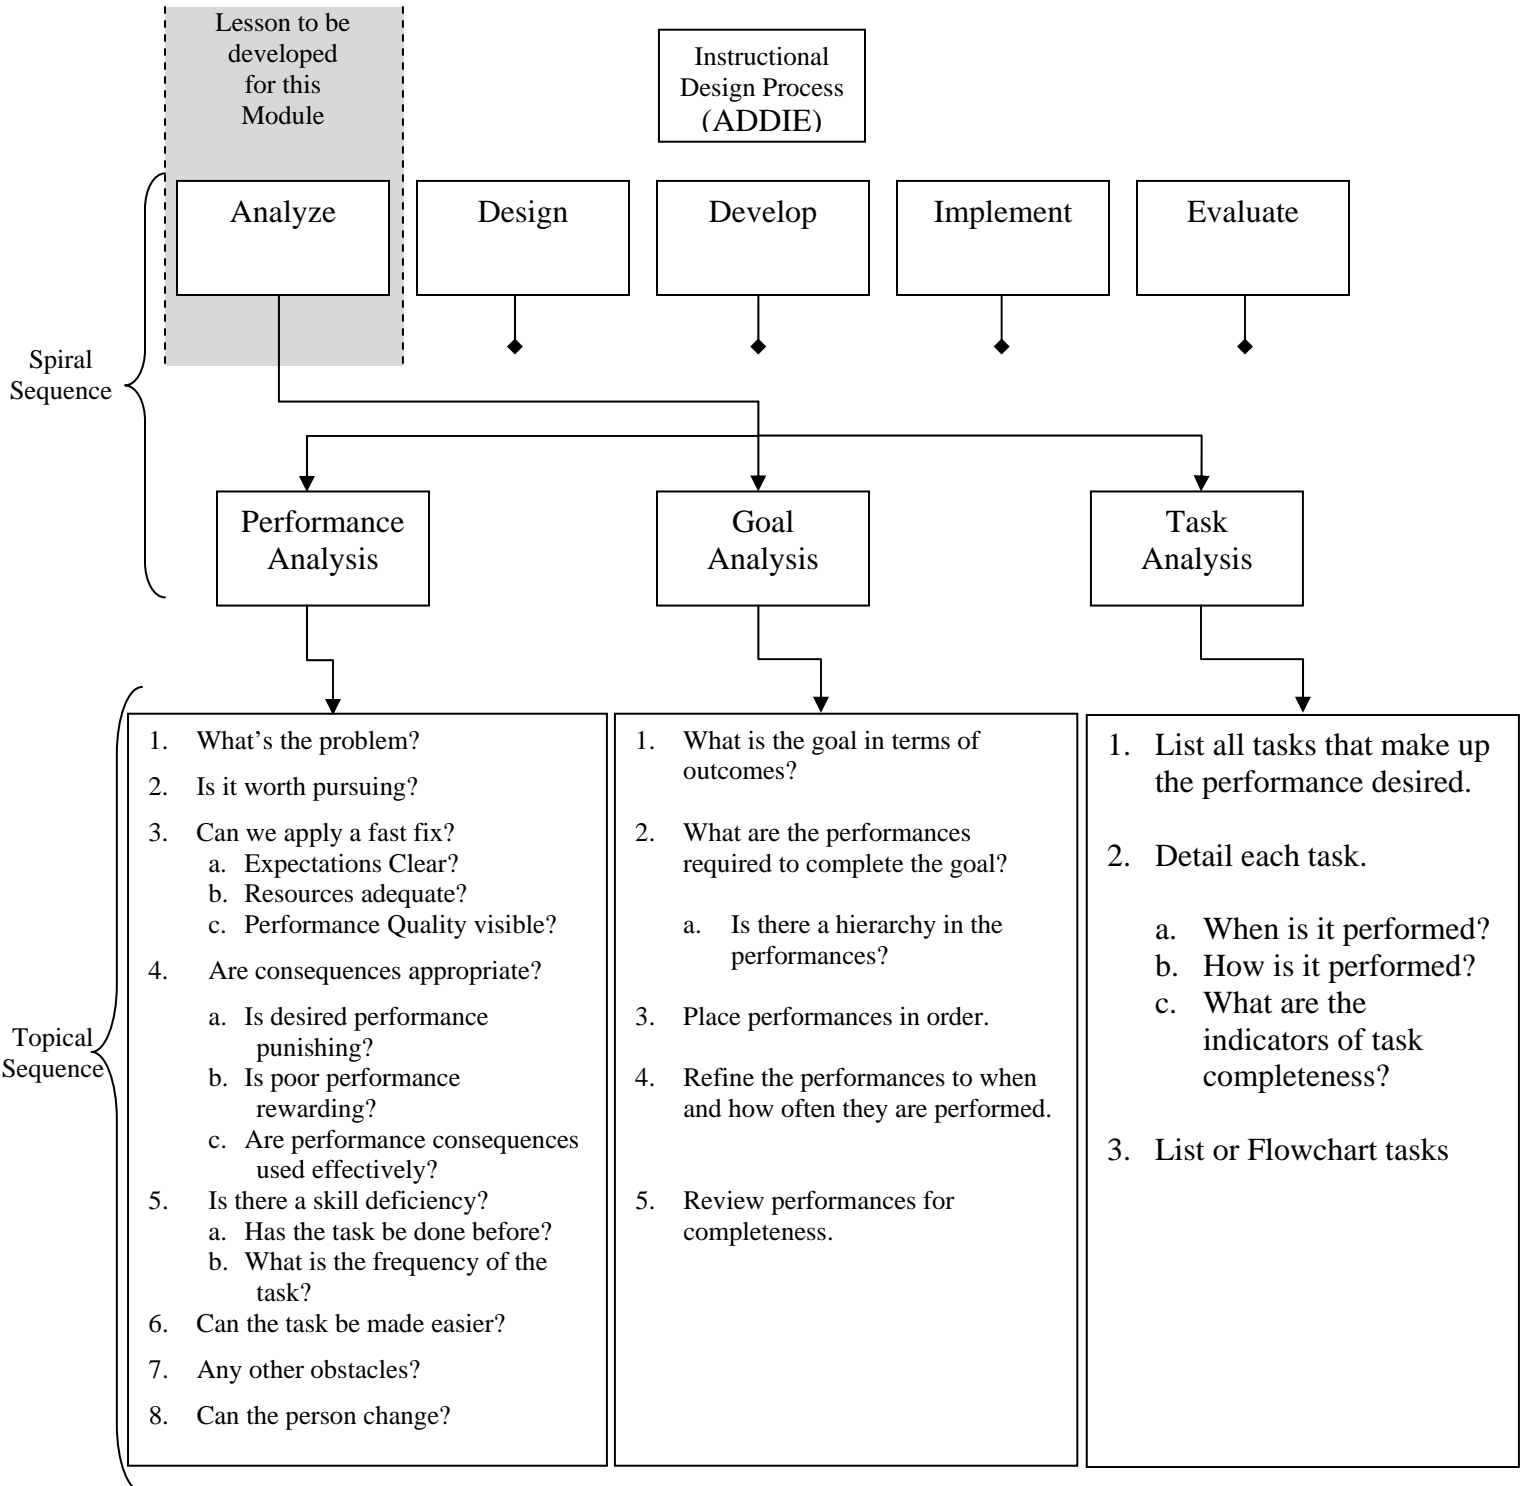 Lesson to be
developed
for this
Module
Instructional
Design Process
(ADDIE)
Analyze
Design
Develop
Implement
Evaluate
Spiral
Sequence
Performance
Analysis
Goal
Analysis
Task
Analysis
Topical
Sequence
1. What's the problem?
2. Is it worth pursuing?
3. Can we apply a fast fix?
a. Expectations Clear?
b. Resources adequate?
c. Performance Quality visible?
4. Are consequences appropriate?
a. Is desired performance
punishing?
b. Is poor performance
rewarding?
c. Are performance consequences
used effectively?
5. Is there a skill deficiency?
a. Has the task be done before?
b. What is the frequency of the
task?
6. Can the task be made easier?
7. Any other obstacles?
8. Can the person change?
1. What is the goal in terms of
outcomes?
2. What are the performances
required to complete the goal?
a. Is there a hierarchy in the
performances?
3. Place performances in order.
4. Refine the performances to when
and how often they are performed.
5. Review performances for
completeness.
1. List all tasks that make up
the performance desired.
2. Detail each task.
a. When is it performed?
b. How is it performed?
c. What are the
indicators of task
completeness?
3. List or Flowchart tasks